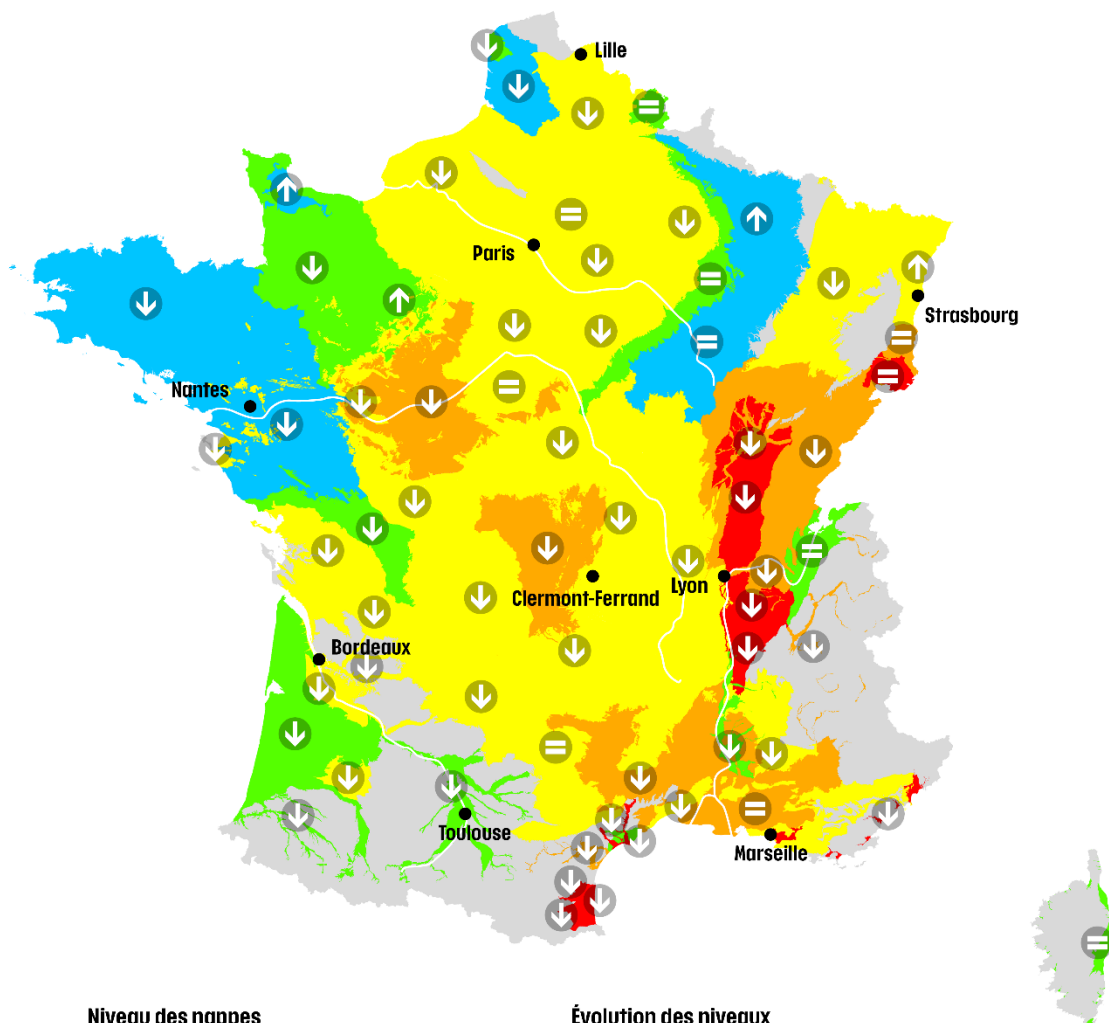 Lille
Paris
Strasbourg
Nantes
Clermont-Ferrand
Lyon
Bordeaux
Toulouse
Marseille
Niveau des nappes
Évolution des niveaux